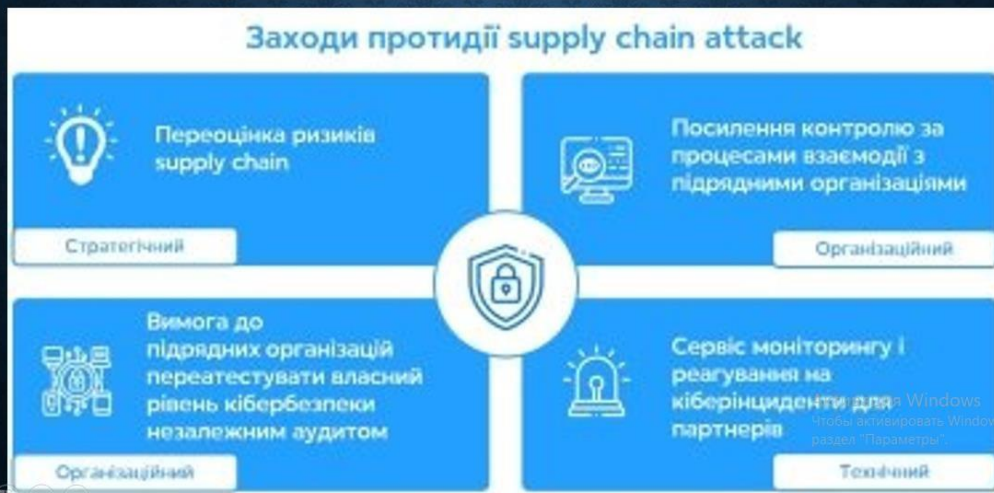 Заходи протидії supply chain attack
Переоцінка ризиків
supply chain
Стратегічний
Посилення контролю за
процесами взаємодії з
підрядними організаціями
Організаційний
Вимога до
підрядних організацій
переатестувати власний
рівень кібербезпеки
незалежним аудитом
Організаційний
Сервіс моніторингу і
реагування на
кіберінциденти для
партнерів
Технічний
Windows
Чтобы активировать Window
раздел "Параметры".